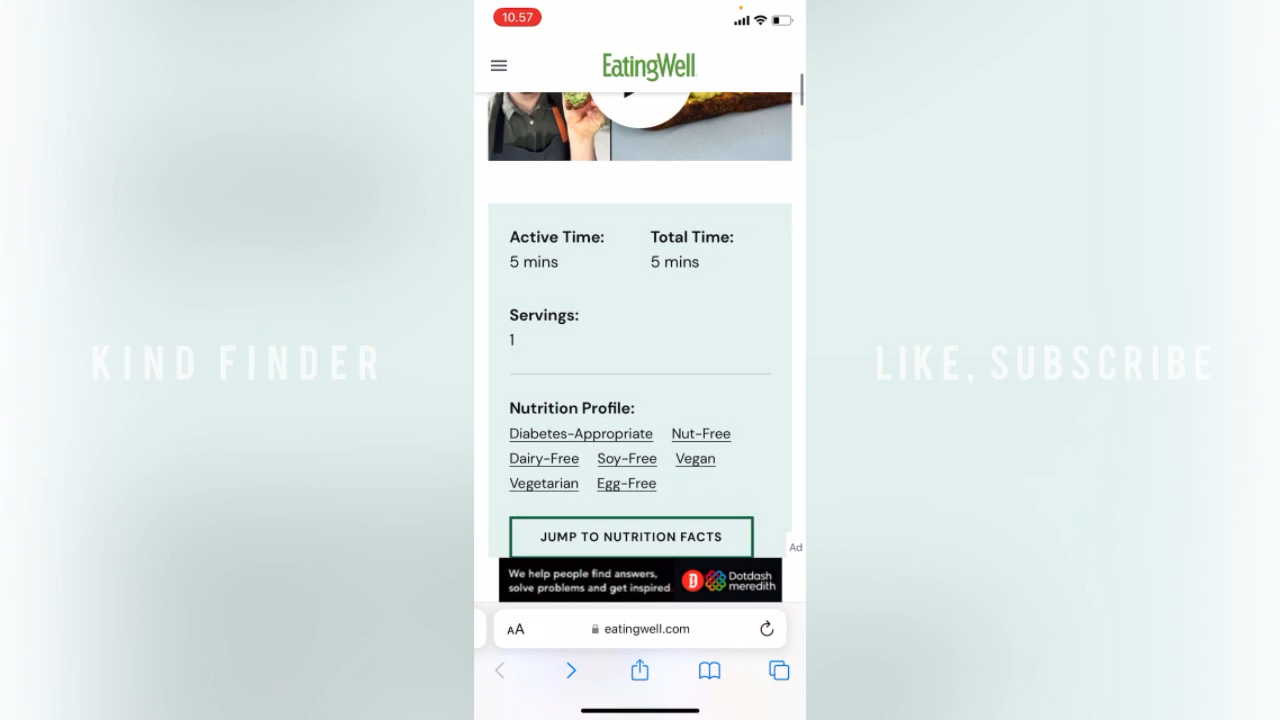 10.57
EatingWell
Active Time:
Total Time:
5 mins
5 mins
Servings:
1
KIND FINDER
LIKE, SUBSCRIBE
Nutrition Profile:
Diabetes-Appropriate Nut-Free
Dairy-Free Soy-Free Vegan
Vegetarian Egg-Free
JUMP TO NUTRITION FACTS
Ad
We help people find answers,
solve problems and get inspired.
Dotdash
meredith
AA
eatingwell.com